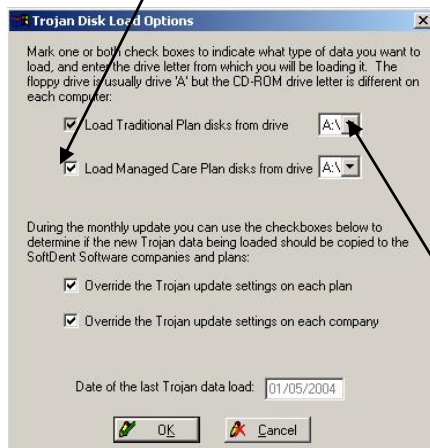 Trojan Disk Load Options
Mark one or both check boxes to indicate what type of data you want to
load, and enter the drive letter from which you will be loading it. The
floppy drive is usually drive 'A' but the CD-ROM drive letter is different on
each computer:
Load Traditional Plan disks from drive A:\
Load Managed Care Plan disks from drive A:\
During the monthly update you can use the checkboxes below to
determine if the new Trojan data being loaded should be copied to the
SoftDent Software companies and plans:
Override the Trojan update settings on each plan
Override the Trojan update settings on each company
Date of the last Trojan data load: 01/05/2004
OK Cancel